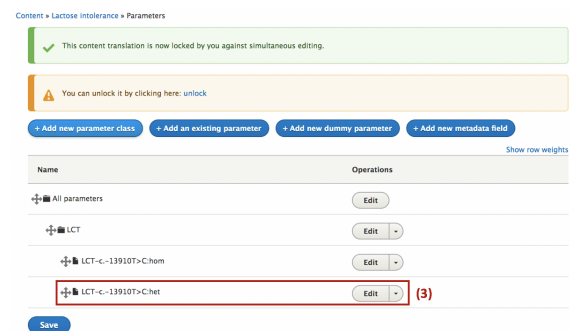 Content » Lactose intolerance » Parameters
This content translation is now locked by you against simultaneous editing.
You can unlock it by clicking here: unlock
+ Add new parameter class + Add an existing parameter + Add new dummy parameter + Add new metadata field
Show row weights
Name Operations
All parameters Edit
LCT Edit
LCT-c.-13910T>C:hom Edit
LCT-c.-13910T>C:het Edit (3)
Save